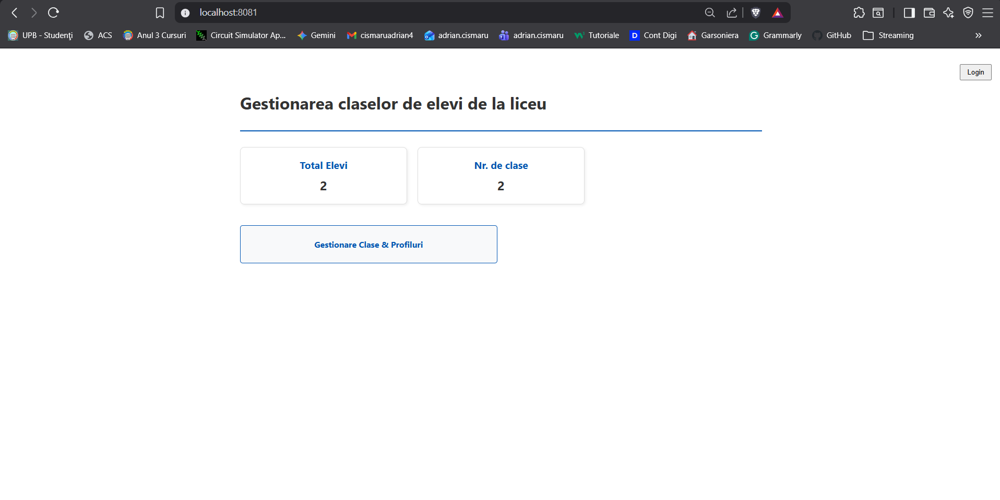 localhost:8081
UPB - Studenți
ACS
Anul 3 Cursuri
Circuit Simulator Ap...
Gemini
cismaruadrian4
adrian.cismaru
adrian.cismaru
Tutoriale
D Cont Digi
Garsoniera
G Grammarly
GitHub
Streaming
Login
Gestionarea claselor de elevi de la liceu
Total Elevi
2
Nr. de clase
2
Gestionare Clase & Profiluri